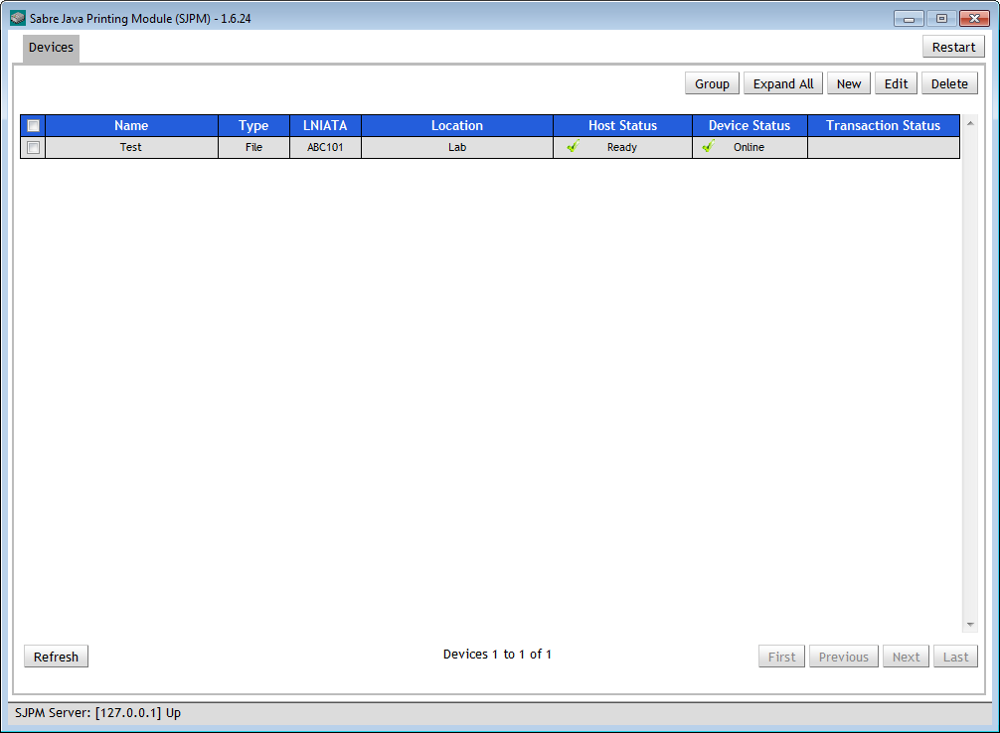 Sabre Java Printing Module (SJPM) - 1.6.24
Devices Restart
Group Expand All New Edit Delete
Name Type LNIATA Location Host Status Device Status Transaction Status
Test File ABC101 Lab Ready Online
Refresh Devices 1 to 1 of 1 First Previous Next Last
SJPM Server: [127.0.0.1] Up